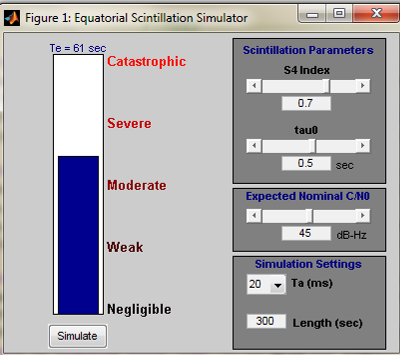 Figure 1: Equatorial Scintillation Simulator
Te = 61 sec
Catastrophic
Severe
Moderate
Weak
Negligible
Simulate
Scintillation Parameters
S4 Index
0.7
tau0
0.5 sec
Expected Nominal C/N0
45 dB-Hz
Simulation Settings
20 Ta (ms)
300 Length (sec)